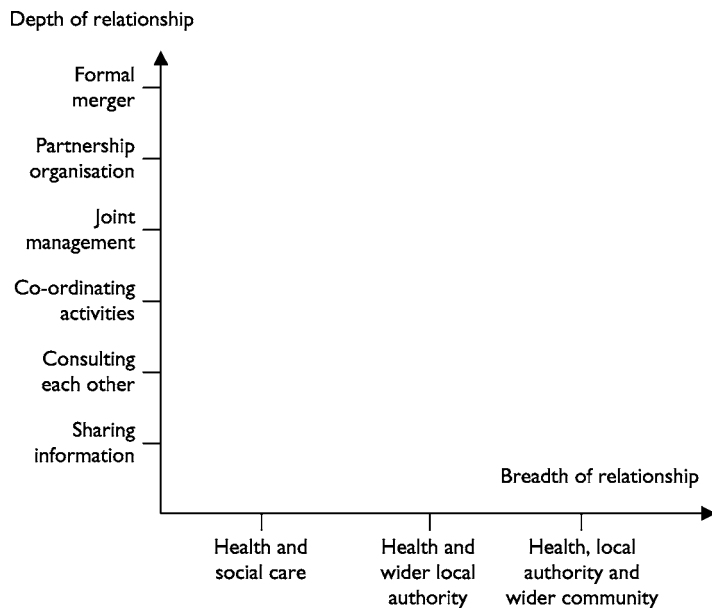 Depth of relationship
Formal
merger
Partnership
organisation
Joint
management
Co-ordinating
activities
Consulting
each other
Sharing
information
Breadth of relationship
Health and
social care
Health and
wider local
authority
Health, local
authority and
wider community